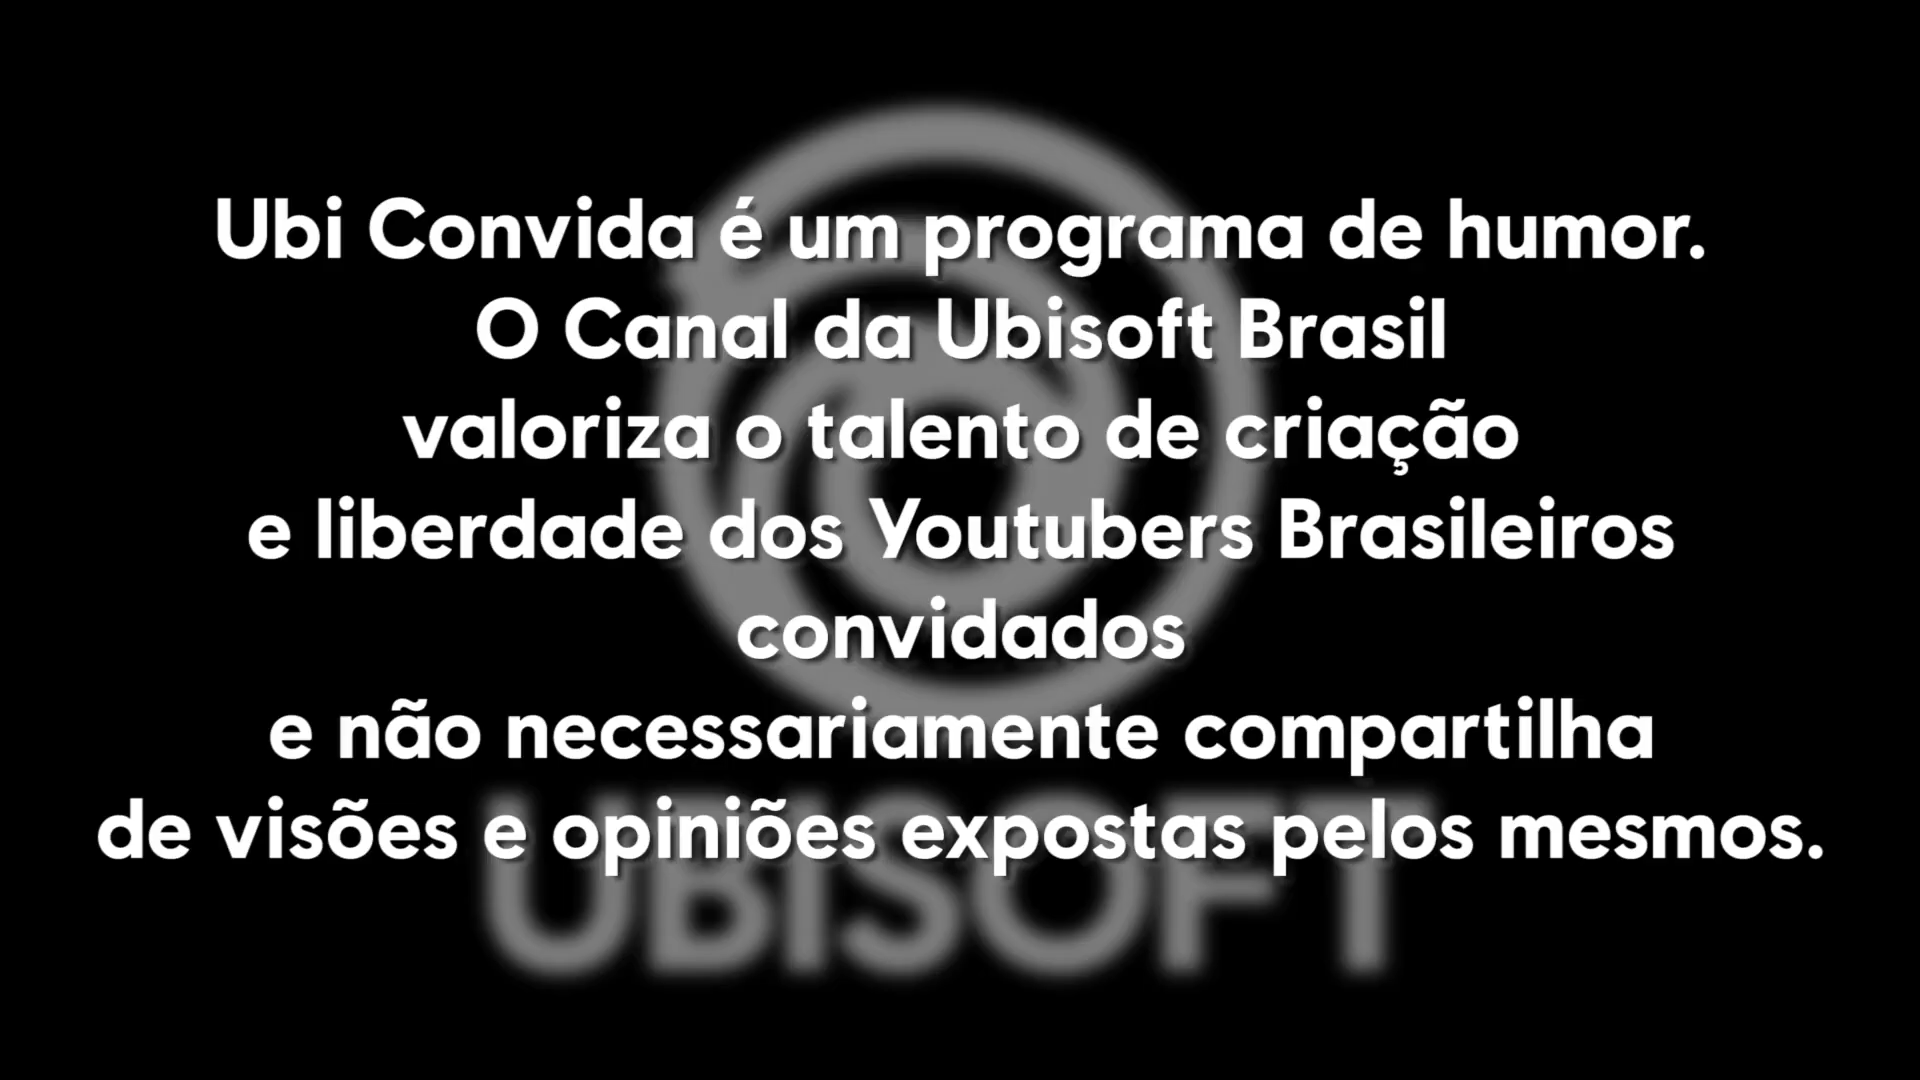 Ubi Convida é um programa de humor.
O Canal da Ubisoft Brasil
valoriza o talento de criação
e liberdade dos Youtubers Brasileiros
convidados
e não necessariamente compartilha
de visões e opiniões expostas pelos mesmos.
UBISOFT